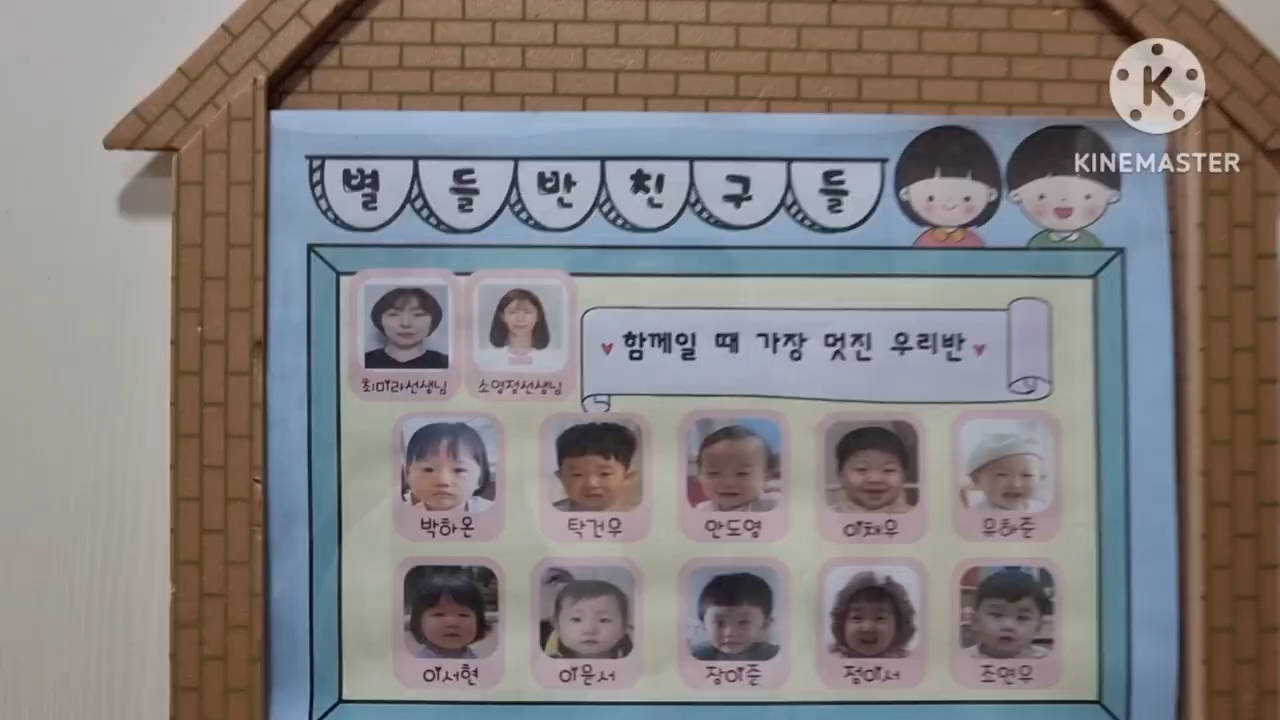 별들반친구들
함께일 때 가장 멋진 우리반
최미라선생님 소영정선생님
박하온 탁건우 안도영 이채우 유하준
이서현 이윤서 장이준 정이서 조연우
K
KINEMASTER